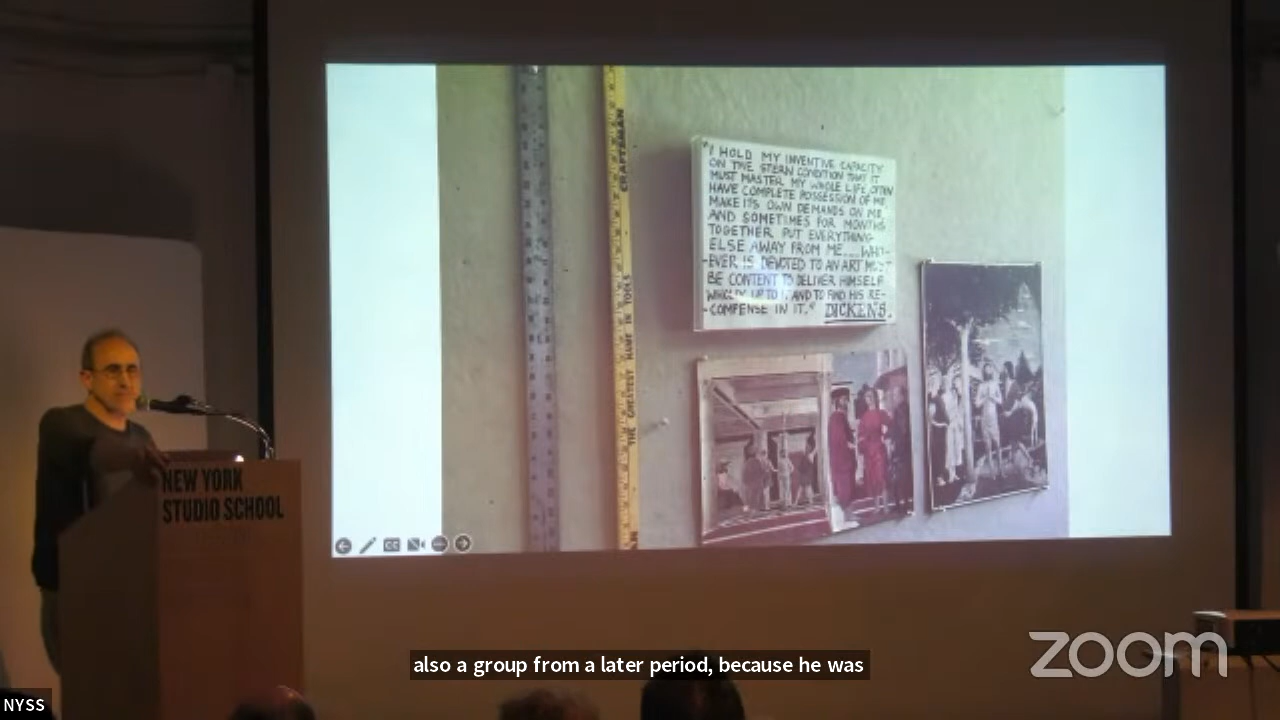 CRAFTSMAN
THE GREATEST NAME IN TOOLS
"I HOLD MY INVENTIVE CAPACITY
ON THE STERN CONDITION THAT IT
MUST MASTER MY WHOLE LIFE, OFTEN
HAVE COMPLETE POSSESSION OF ME,
MAKE ITS OWN DEMANDS ON ME,
AND SOMETIMES FOR MONTHS
TOGETHER PUT EVERYTHING
ELSE AWAY FROM ME.... WHO-
-EVER IS DEVOTED TO AN ART MUST
BE CONTENT TO DELIVER HIMSELF
WHOLLY UP TO IT AND TO FIND HIS RE-
-COMPENSE IN IT." DICKENS.
NEW YORK
STUDIO SCHOOL
CC
also a group from a later period, because he was
zoom
NYSS